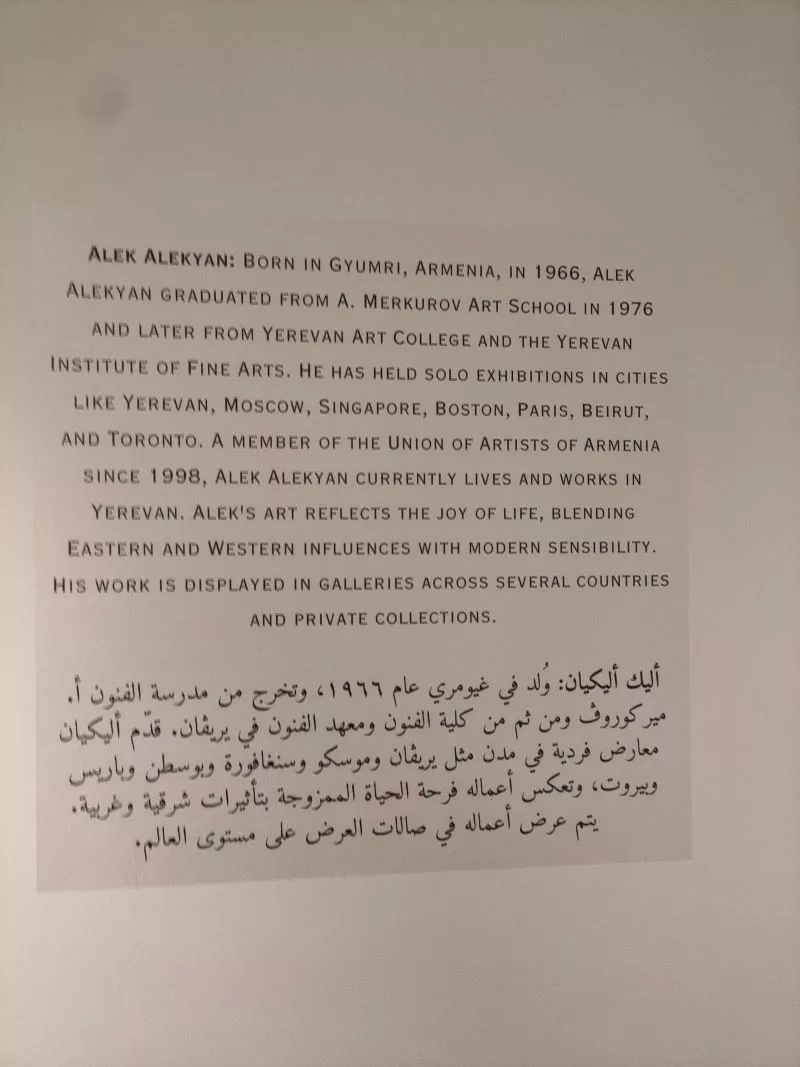 ALEK ALEKYAN: BORN IN GYUMRI, ARMENIA, IN 1966, ALEK
ALEKYAN GRADUATED FROM A. MERKUROV ART SCHOOL IN 1976
AND LATER FROM YEREVAN ART COLLEGE AND THE YEREVAN
INSTITUTE OF FINE ARTS. HE HAS HELD SOLO EXHIBITIONS IN CITIES
LIKE YEREVAN, MOSCOW, SINGAPORE, BOSTON, PARIS, BEIRUT,
AND TORONTO. A MEMBER OF THE UNION OF ARTISTS OF ARMENIA
SINCE 1998, ALEK ALEKYAN CURRENTLY LIVES AND WORKS IN
YEREVAN. ALEK'S ART REFLECTS THE JOY OF LIFE, BLENDING
EASTERN AND WESTERN INFLUENCES WITH MODERN SENSIBILITY.
HIS WORK IS DISPLAYED IN GALLERIES ACROSS SEVERAL COUNTRIES
AND PRIVATE COLLECTIONS.
أليك أليكيان: وُلد في غيومري عام ١٩٦٦، وتخرج من مدرسة الفنون أ.
ميركوروڤ ومن ثم من كلية الفنون ومعهد الفنون في يريڤان. قدّم أليكيان
معارض فردية في مدن مثل يريڤان وموسكو وسنغافورة وبوسطن وباريس
وبيروت، وتعكس أعماله فرحة الحياة الممزوجة بتأثيرات شرقية وغربية.
يتم عرض أعماله في صالات العرض على مستوى العالم.